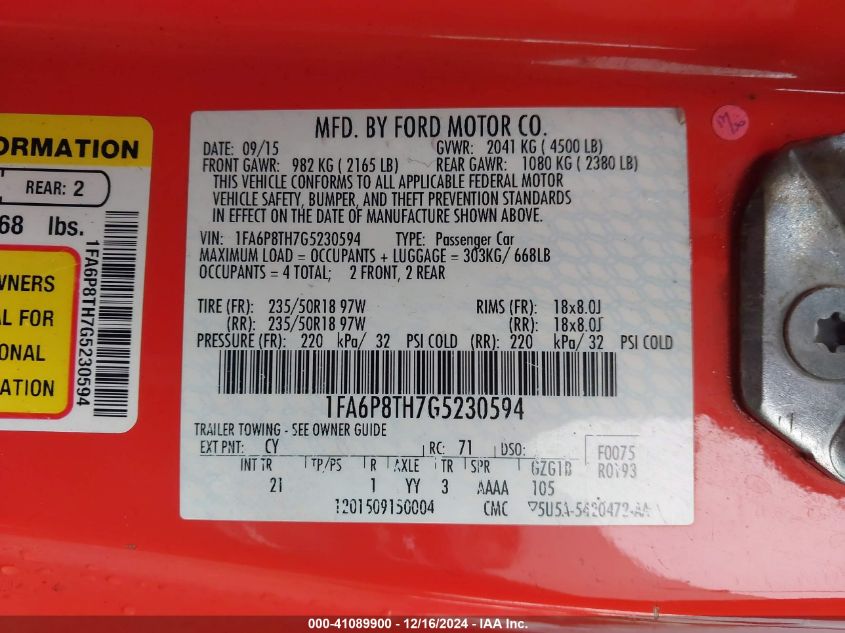 ORMATION
REAR: 2
68 lbs.
WNERS
AL FOR
ONAL
ATION
1FA6P8TH7G5230594
MFD. BY FORD MOTOR CO.
DATE: 09/15 GVWR: 2041 KG ( 4500 LB)
FRONT GAWR: 982 KG ( 2165 LB) REAR GAWR: 1080 KG ( 2380 LB)
THIS VEHICLE CONFORMS TO ALL APPLICABLE FEDERAL MOTOR
VEHICLE SAFETY, BUMPER, AND THEFT PREVENTION STANDARDS
IN EFFECT ON THE DATE OF MANUFACTURE SHOWN ABOVE.
VIN: 1FA6P8TH7G5230594 TYPE: Passenger Car
MAXIMUM LOAD = OCCUPANTS + LUGGAGE = 303KG/ 668LB
OCCUPANTS = 4 TOTAL; 2 FRONT, 2 REAR
TIRE (FR): 235/50R18 97W RIMS (FR): 18x8.0J
(RR): 235/50R18 97W (RR): 18x8.0J
PRESSURE (FR): 220 kPa/ 32 PSI COLD (RR): 220 kPa/ 32 PSI COLD
1FA6P8TH7G5230594
TRAILER TOWING - SEE OWNER GUIDE
EXT PNT: CY RC: 71 DSO: F0075
INT TR TP/PS R AXLE TR SPR GZG1B R0193
21 1 YY 3 AAAA 105
1201509150004 CMC
000-41089900 - 12/16/2024 - IAA Inc.